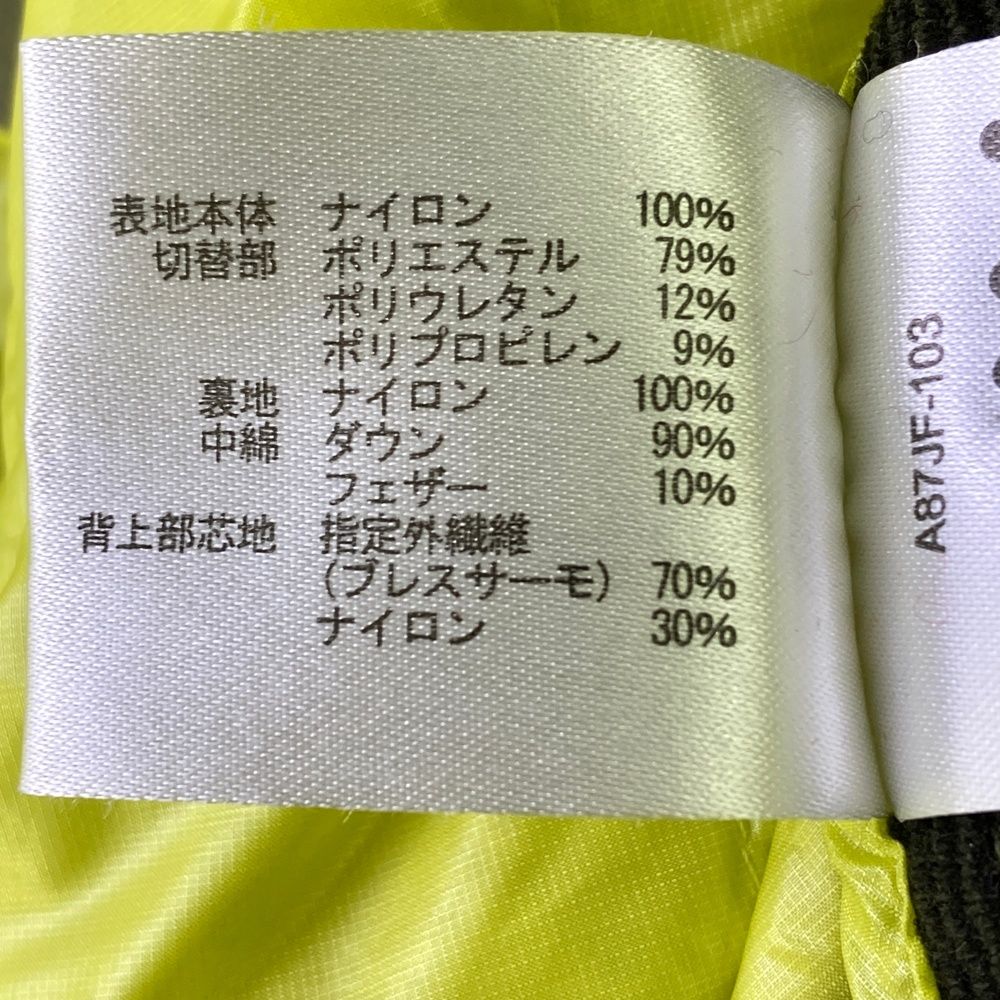 表地本体 ナイロン 100%
切替部 ポリエステル 79%
ポリウレタン 12%
ポリプロピレン 9%
裏地 ナイロン 100%
中綿 ダウン 90%
フェザー 10%
背上部芯地 指定外繊維
(ブレスサーモ) 70%
ナイロン 30%
A87JF-103